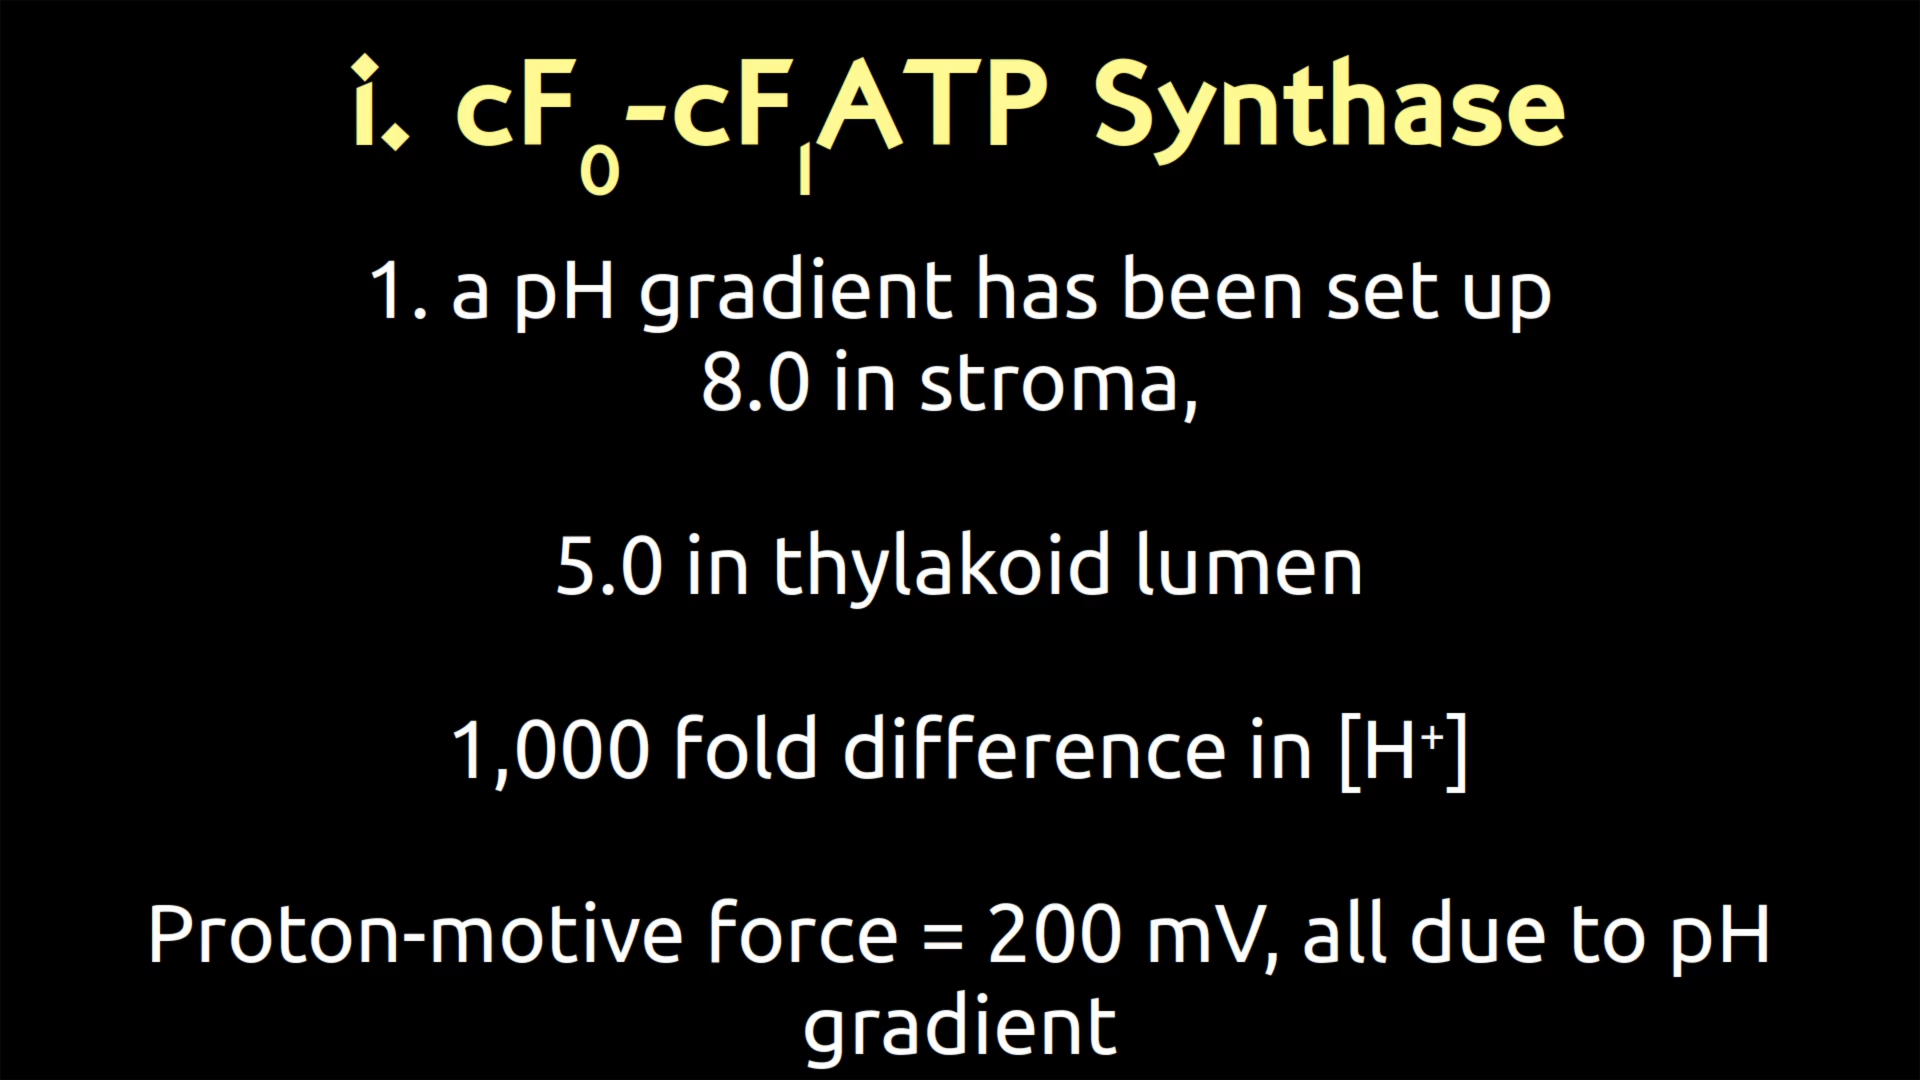 i. cF₀-cF₁ATP Synthase
1. a pH gradient has been set up
8.0 in stroma,
5.0 in thylakoid lumen
1,000 fold difference in [H⁺]
Proton-motive force = 200 mV, all due to pH
gradient